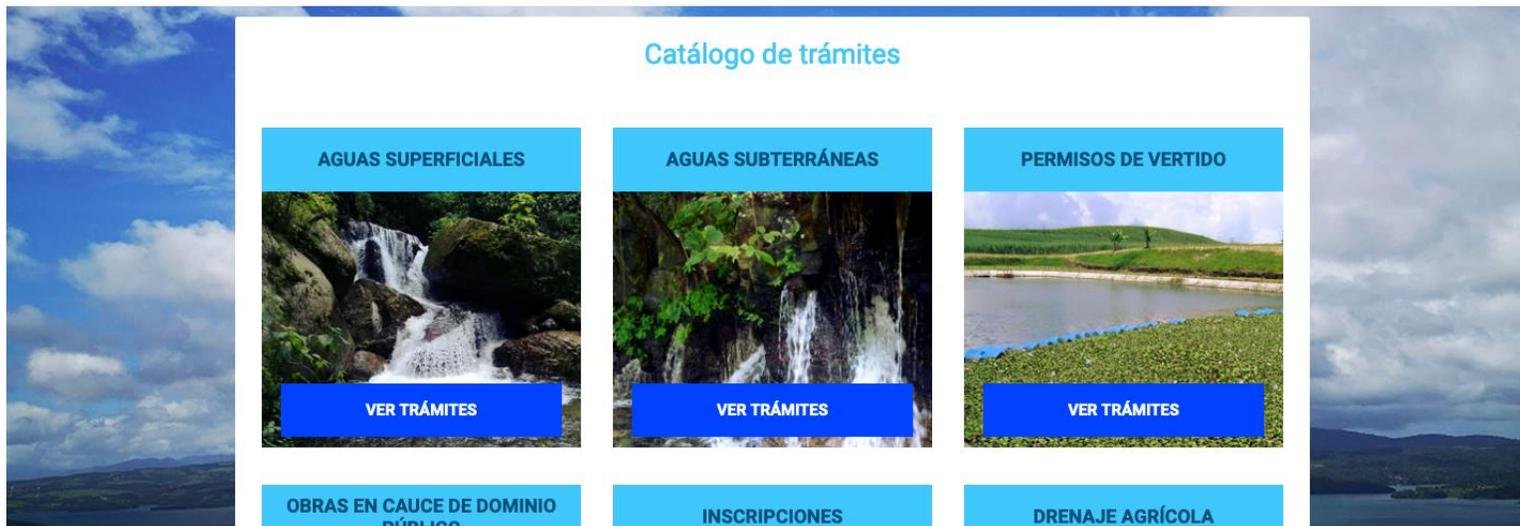 Catálogo de trámites
AGUAS SUPERFICIALES
AGUAS SUBTERRÁNEAS
PERMISOS DE VERTIDO
VER TRÁMITES
VER TRÁMITES
VER TRÁMITES
OBRAS EN CAUCE DE DOMINIO
PÚBLICO
INSCRIPCIONES
DRENAJE AGRÍCOLA